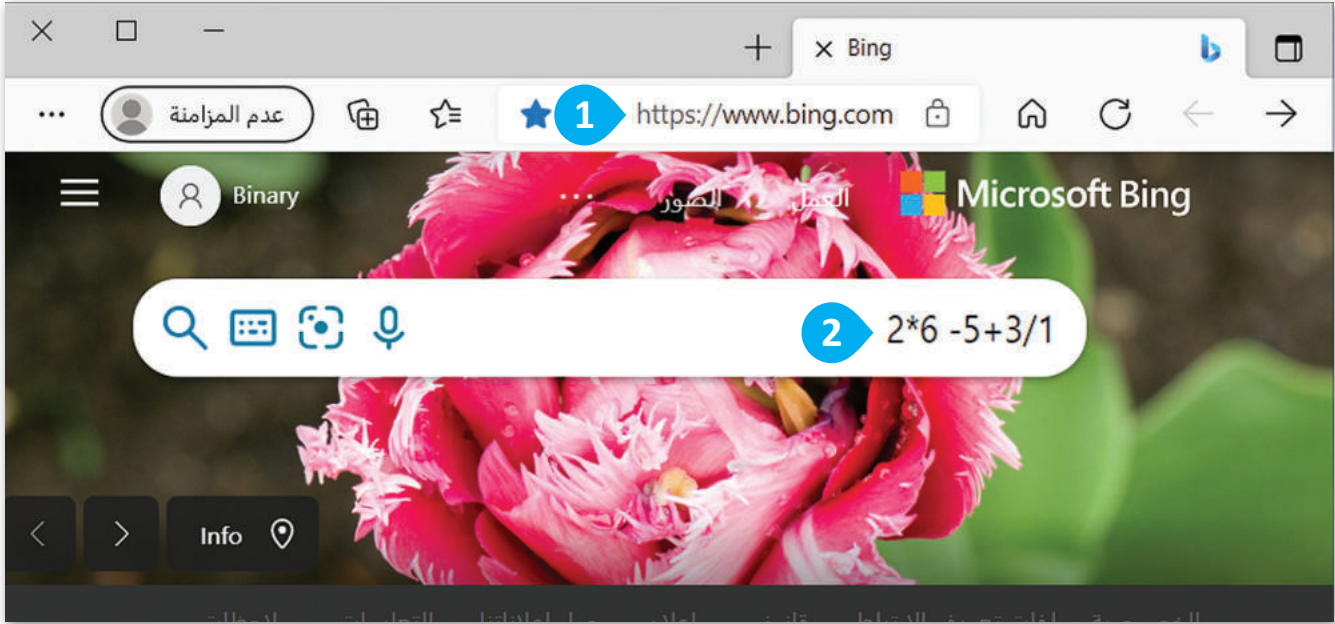 Bing
https://www.bing.com
1
عدم المزامنة
Microsoft Bing
العمل
الصور
Binary
2*6 -5+3/1
2
Info